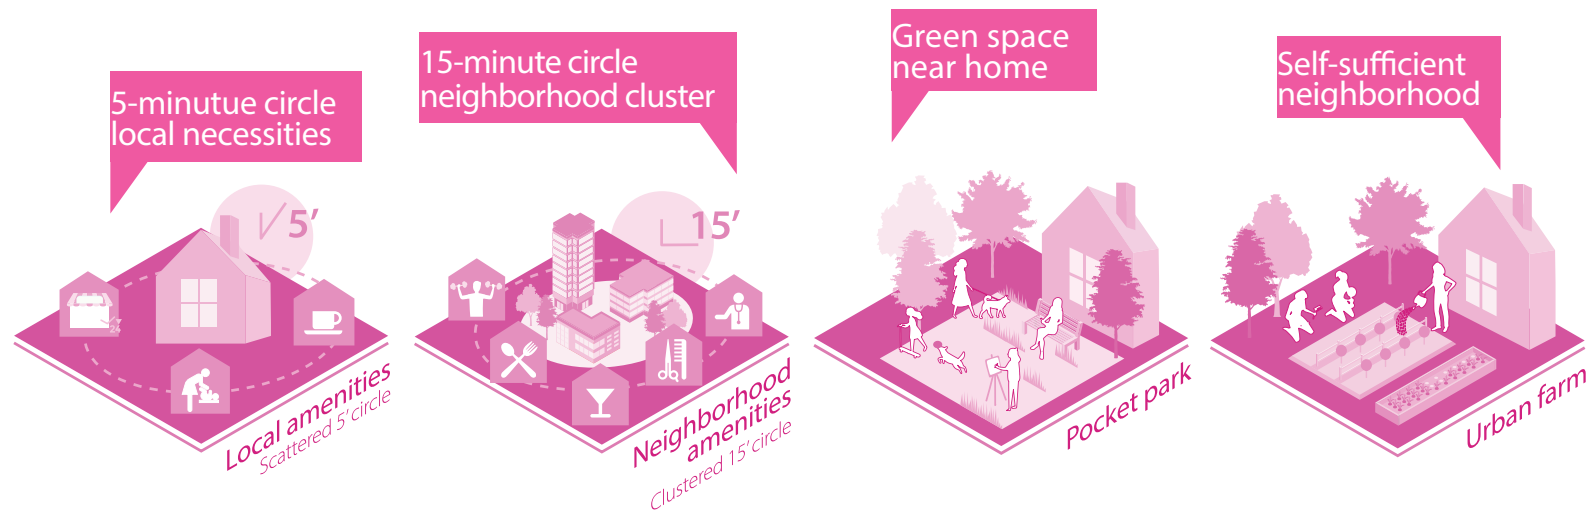 5-minutue circle
local necessities
5’
24
Local amenities
Scattered 5’ circle
15-minute circle
neighborhood cluster
15’
Neighborhood
amenities
Clustered 15’ circle
Green space
near home
Pocket park
Self-sufficient
neighborhood
Urban farm